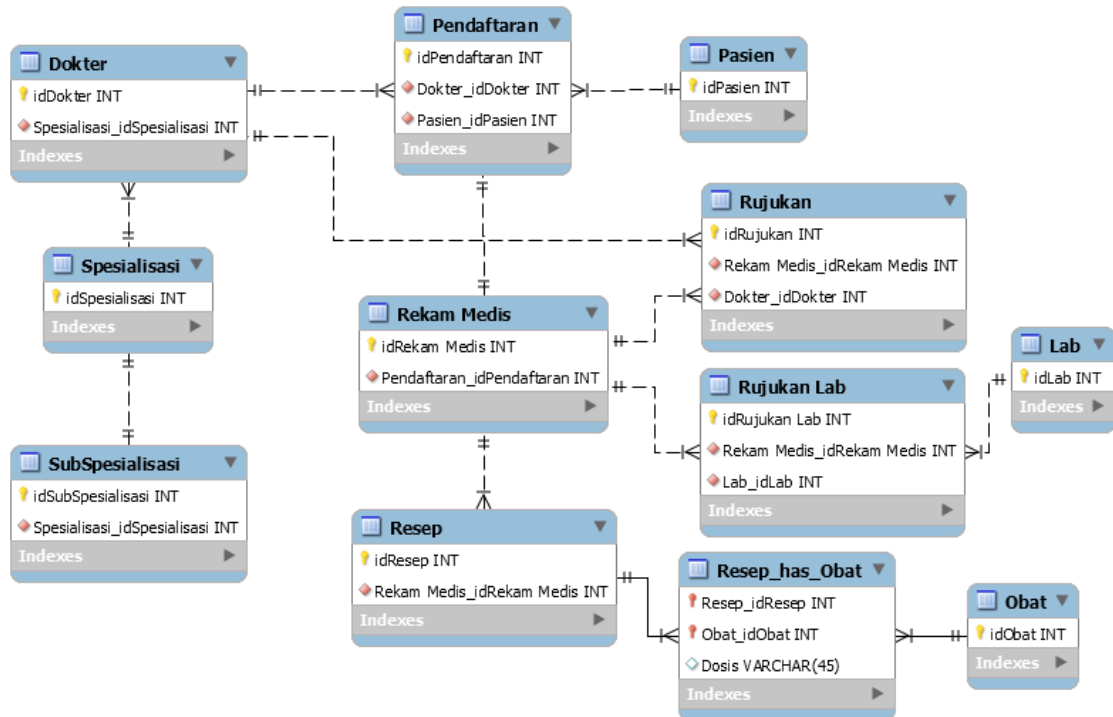 Dokter
idDokter INT
Spesialisasi_idSpesialisasi INT
Indexes
Pendaftaran
idPendaftaran INT
Dokter_idDokter INT
Pasien_idPasien INT
Indexes
Pasien
idPasien INT
Indexes
Spesialisasi
idSpesialisasi INT
Indexes
Rekam Medis
idRekam Medis INT
Pendaftaran_idPendaftaran INT
Indexes
Rujukan
idRujukan INT
Rekam Medis_idRekam Medis INT
Dokter_idDokter INT
Indexes
Lab
idLab INT
Indexes
Rujukan Lab
idRujukan Lab INT
Rekam Medis_idRekam Medis INT
Lab_idLab INT
Indexes
SubSpesialisasi
idSubSpesialisasi INT
Spesialisasi_idSpesialisasi INT
Indexes
Resep
idResep INT
Rekam Medis_idRekam Medis INT
Indexes
Resep_has_Obat
Resep_idResep INT
Obat_idObat INT
Dosis VARCHAR(45)
Indexes
Obat
idObat INT
Indexes